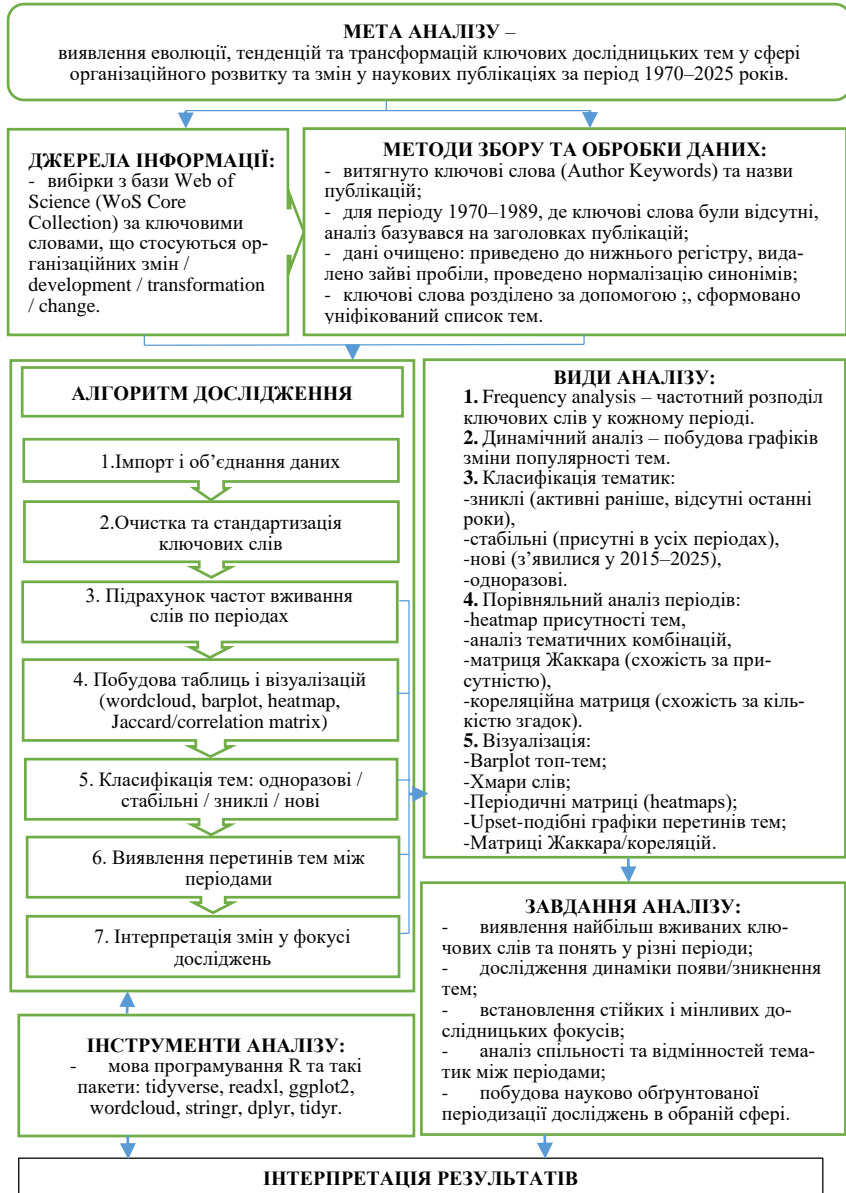 МЕТА АНАЛІЗУ –
виявлення еволюції, тенденцій та трансформацій ключових дослідницьких тем у сфері
організаційного розвитку та змін у наукових публікаціях за період 1970–2025 років.
ДЖЕРЕЛА ІНФОРМАЦІЇ:
- вибірки з бази Web of
Science (WoS Core
Collection) за ключовими
словами, що стосуються ор-
ганізаційних змін /
development / transformation
/ change.
МЕТОДИ ЗБОРУ ТА ОБРОБКИ ДАНИХ:
- витягнуто ключові слова (Author Keywords) та назви
публікацій;
- для періоду 1970–1989, де ключові слова були відсутні,
аналіз базувався на заголовках публікацій;
- дані очищено: приведено до нижнього регістру, вида-
лено зайві пробіли, проведено нормалізацію синонімів;
- ключові слова розділено за допомогою ;, сформовано
уніфікований список тем.
АЛГОРИТМ ДОСЛІДЖЕННЯ
1.Імпорт і об’єднання даних
2.Очистка та стандартизація
ключових слів
3. Підрахунок частот вживання
слів по періодах
4. Побудова таблиць і візуалізацій
(wordcloud, barplot, heatmap,
Jaccard/correlation matrix)
5. Класифікація тем: одноразові /
стабільні / зниклі / нові
6. Виявлення перетинів тем між
періодами
7. Інтерпретація змін у фокусі
досліджень
ВИДИ АНАЛІЗУ:
1. Frequency analysis – частотний розподіл
ключових слів у кожному періоді.
2. Динамічний аналіз – побудова графіків
зміни популярності тем.
3. Класифікація тематик:
-зниклі (активні раніше, відсутні останні
роки),
-стабільні (присутні в усіх періодах),
-нові (з’явилися у 2015–2025),
-одноразові.
4. Порівняльний аналіз періодів:
-heatmap присутності тем,
-аналіз тематичних комбінацій,
-матриця Жаккара (схожість за при-
сутністю),
-кореляційна матриця (схожість за кіль-
кістю згадок).
5. Візуалізація:
-Barplot топ-тем;
-Хмари слів;
-Періодичні матриці (heatmaps);
-Upset-подібні графіки перетинів тем;
-Матриці Жаккара/кореляцій.
ЗАВДАННЯ АНАЛІЗУ:
- виявлення найбільш вживаних клю-
чових слів та понять у різні періоди;
- дослідження динаміки появи/зникнення
тем;
- встановлення стійких і мінливих до-
слідницьких фокусів;
- аналіз спільності та відмінностей тема-
тик між періодами;
- побудова науково обґрунтованої
періодизації досліджень в обраній сфері.
ІНСТРУМЕНТИ АНАЛІЗУ:
- мова програмування R та такі
пакети: tidyverse, readxl, ggplot2,
wordcloud, stringr, dplyr, tidyr.
ІНТЕРПРЕТАЦІЯ РЕЗУЛЬТАТІВ